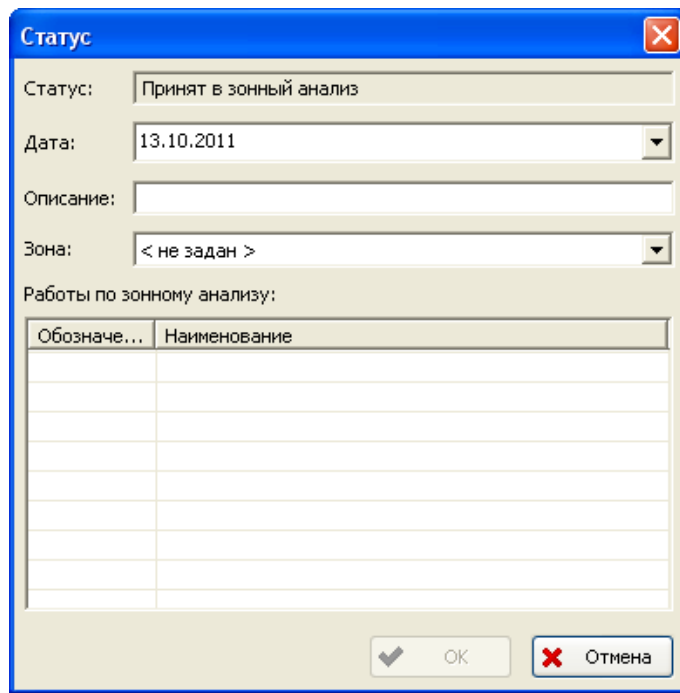 Статус
Статус: Принят в зонный анализ
Дата: 13.10.2011
Описание:
Зона: < не задан >
Работы по зонному анализу:
Обозначе... Наименование
OK Отмена